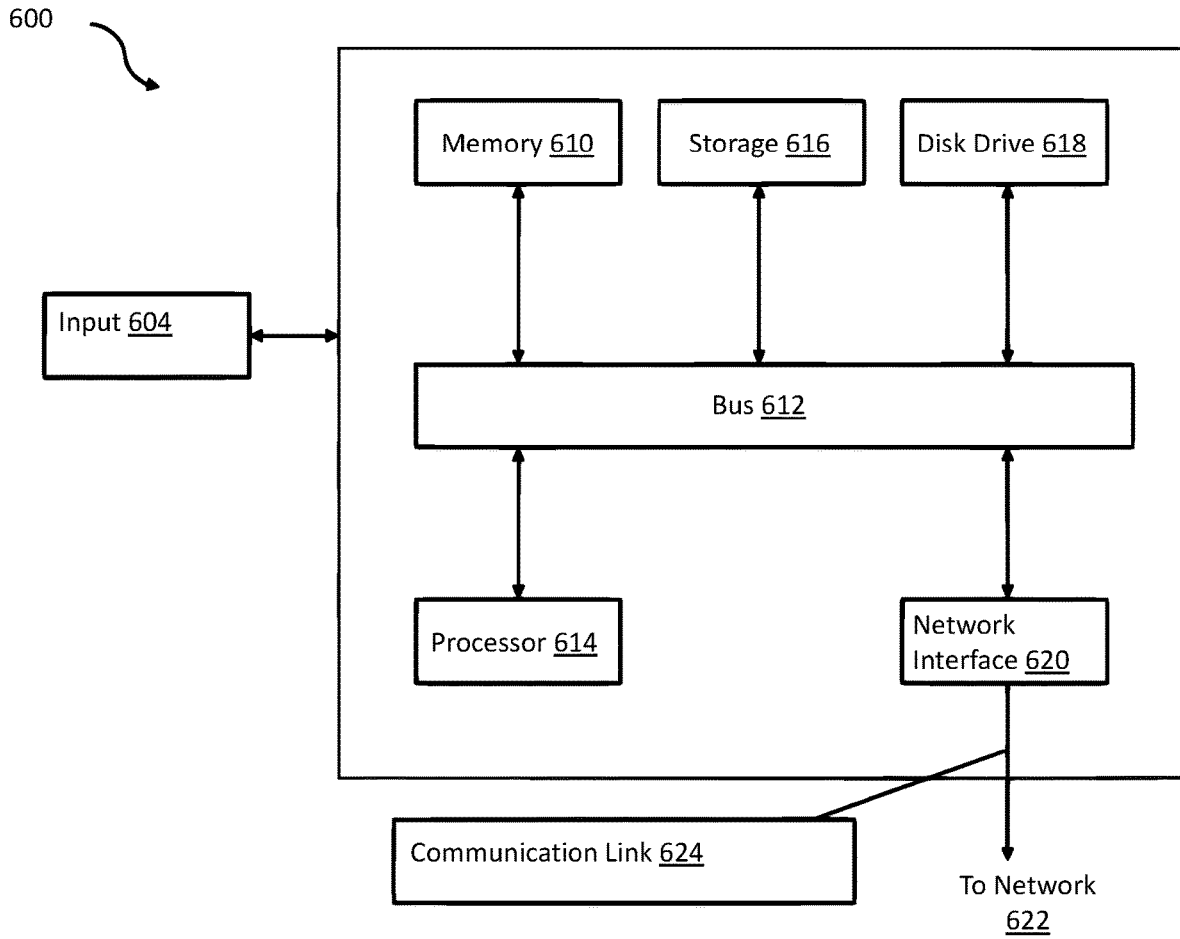 600
Memory 610
Storage 616
Disk Drive 618
Input 604
Bus 612
Processor 614
Network
Interface 620
Communication Link 624
To Network
622